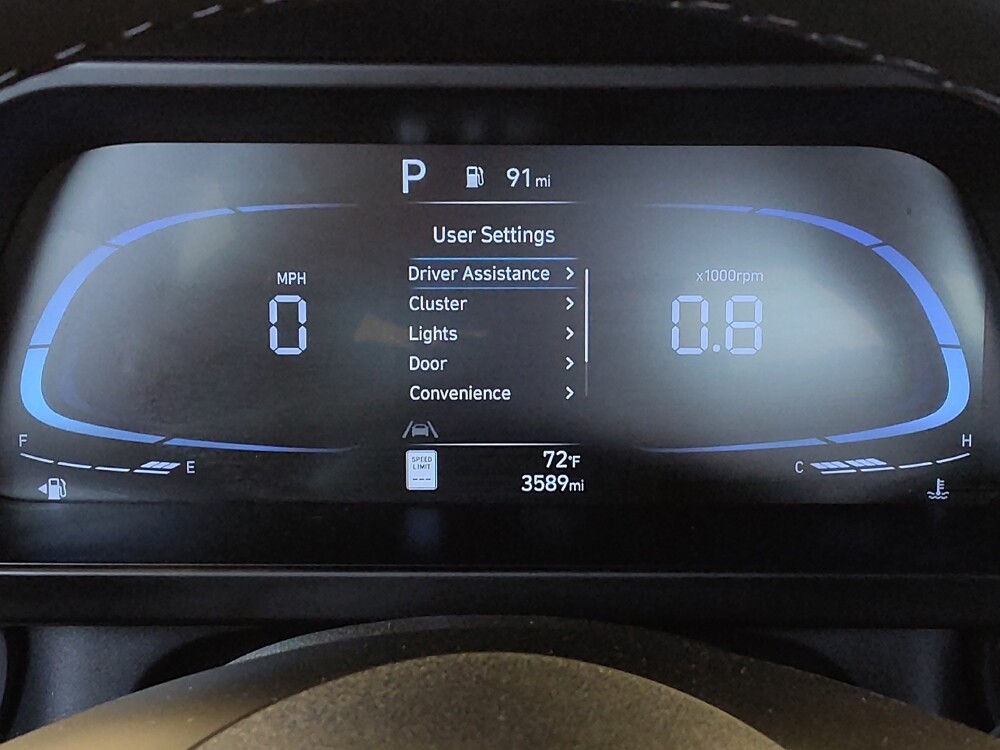 P 91 mi
User Settings
Driver Assistance >
Cluster >
Lights >
Door >
Convenience >
MPH
0
x1000rpm
0.8
F
E
C
H
SPEED
LIMIT
---
72°F
3589mi